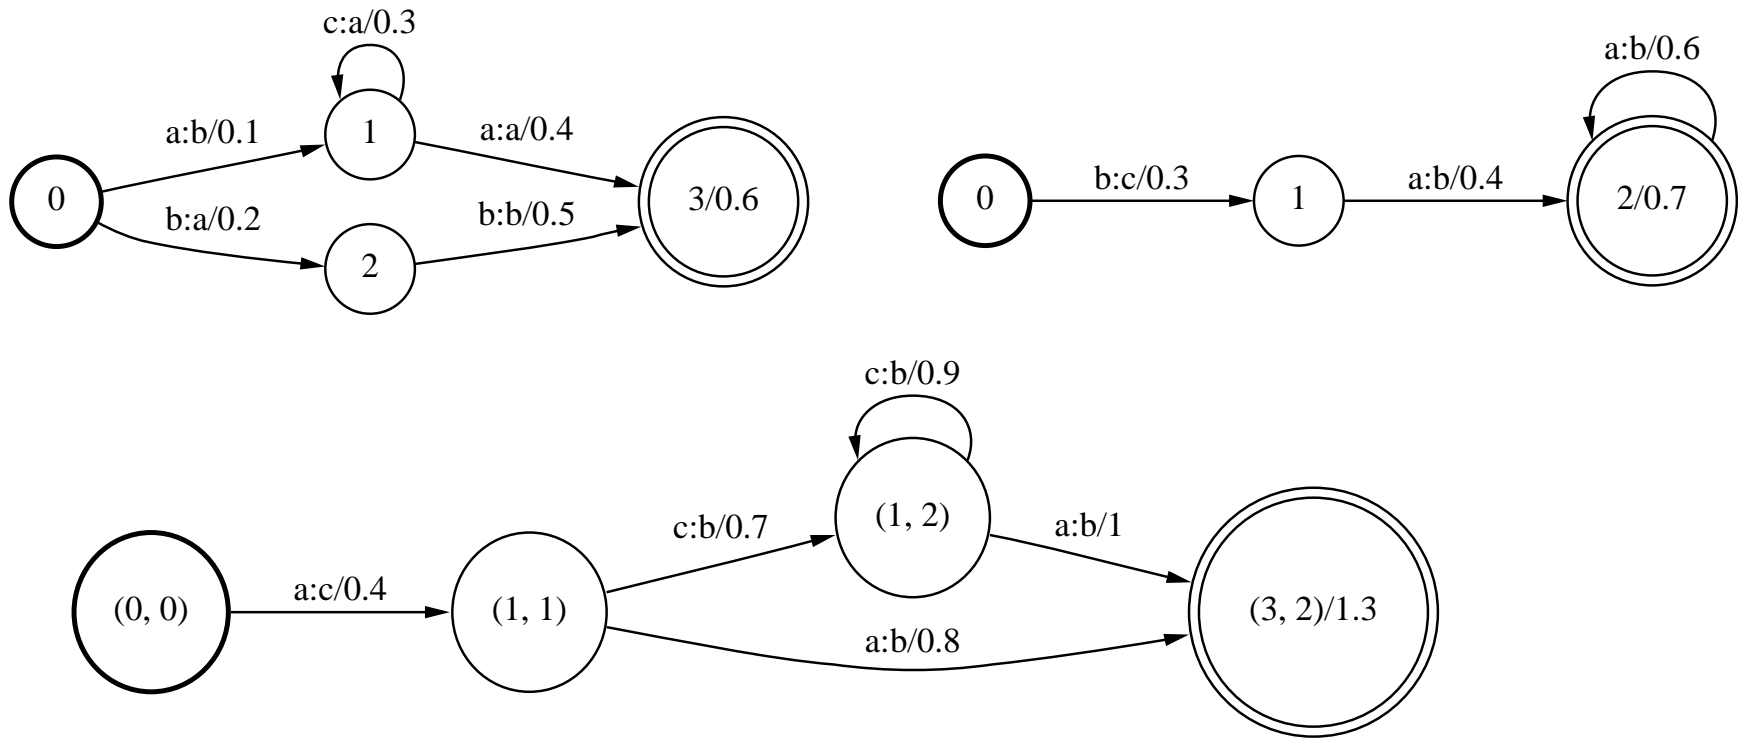 c:a/0.3
a:b/0.1
1
a:a/0.4
0
3/0.6
b:a/0.2
b:b/0.5
2
a:b/0.6
0
b:c/0.3
1
a:b/0.4
2/0.7
c:b/0.9
(1, 2)
c:b/0.7
a:b/1
(0, 0)
a:c/0.4
(1, 1)
(3, 2)/1.3
a:b/0.8